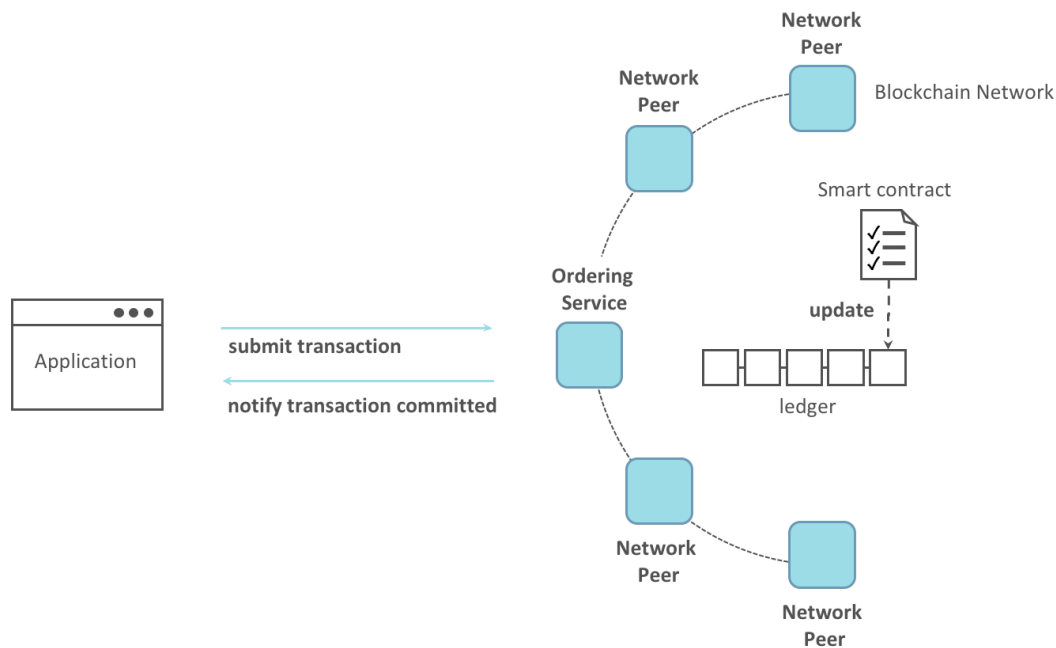 Network
Peer
Network
Peer
Blockchain Network
Smart contract
Ordering
Service
update
Application
submit transaction
notify transaction committed
ledger
Network
Peer
Network
Peer